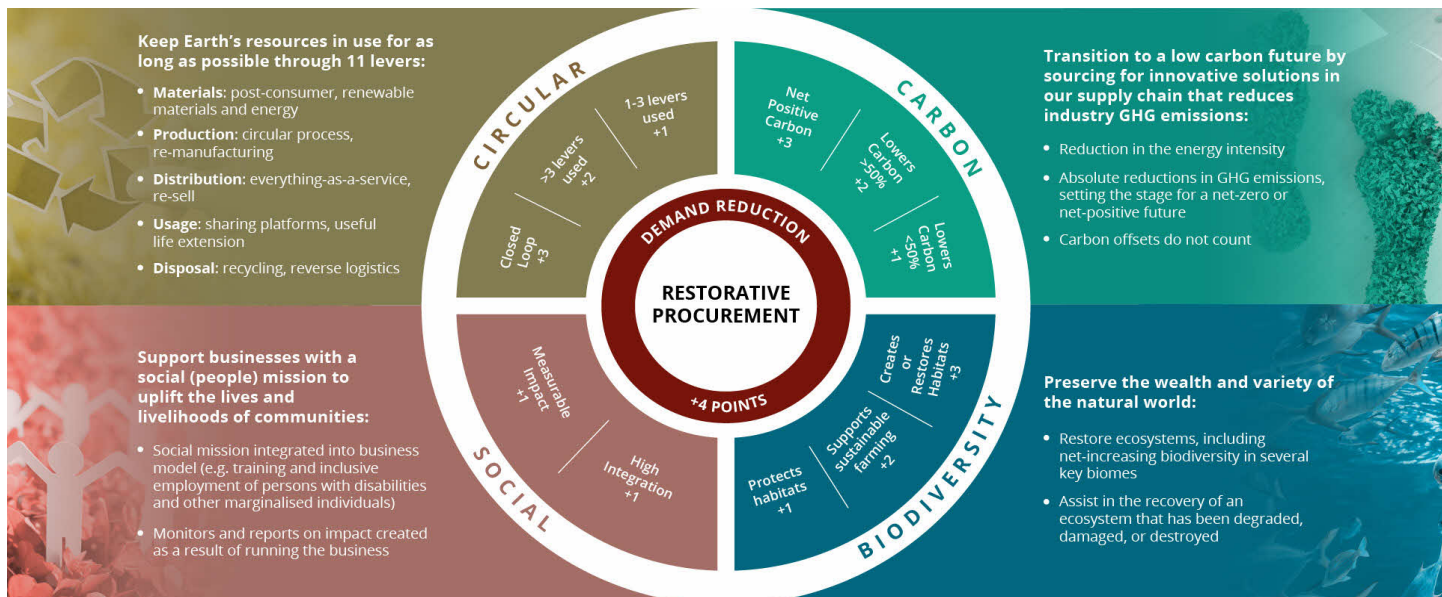 Keep Earth's resources in use for as
long as possible through 11 levers:
• Materials: post-consumer, renewable
materials and energy
• Production: circular process,
re-manufacturing
• Distribution: everything-as-a-service,
re-sell
• Usage: sharing platforms, useful
life extension
• Disposal: recycling, reverse logistics
CIRCULAR
1-3 levers
used
+1
>3 levers
used
+2
Closed
Loop
+3
CARBON
Net
Positive
Carbon
+3
Lowers
Carbon
>50%
+2
Lowers
Carbon
<50%
+1
Transition to a low carbon future by
sourcing for innovative solutions in
our supply chain that reduces
industry GHG emissions:
• Reduction in the energy intensity
• Absolute reductions in GHG emissions,
setting the stage for a net-zero or
net-positive future
• Carbon offsets do not count
DEMAND REDUCTION
RESTORATIVE
PROCUREMENT
+4 POINTS
Support businesses with a
social (people) mission to
uplift the lives and
livelihoods of communities:
• Social mission integrated into business
model (e.g. training and inclusive
employment of persons with disabilities
and other marginalised individuals)
• Monitors and reports on impact created
as a result of running the business
SOCIAL
Measurable
Impact
+1
High
Integration
+1
BIODIVERSITY
Creates
or
Restores
Habitats
+3
Supports
sustainable
farming
+2
Protects
habitats
+1
Preserve the wealth and variety of
the natural world:
• Restore ecosystems, including
net-increasing biodiversity in several
key biomes
• Assist in the recovery of an
ecosystem that has been degraded,
damaged, or destroyed